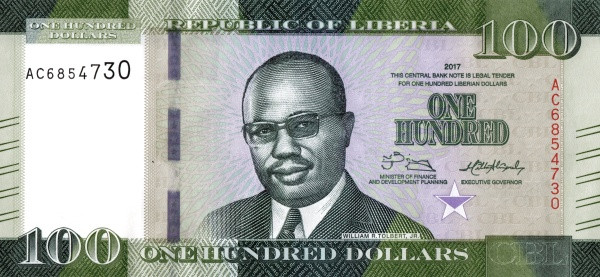 REPUBLIC OF LIBERIA
100
ONE HUNDRED
DOLLARS
AC6854730
2017
THIS CENTRAL BANK NOTE IS LEGAL TENDER
FOR ONE HUNDRED LIBERIAN DOLLARS
ONE
HUNDRED
AC6854730
MINISTER OF FINANCE
AND DEVELOPMENT PLANNING
EXECUTIVE GOVERNOR
WILLIAM R. TOLBERT, JR.
100
ONE HUNDRED DOLLARS
CBL